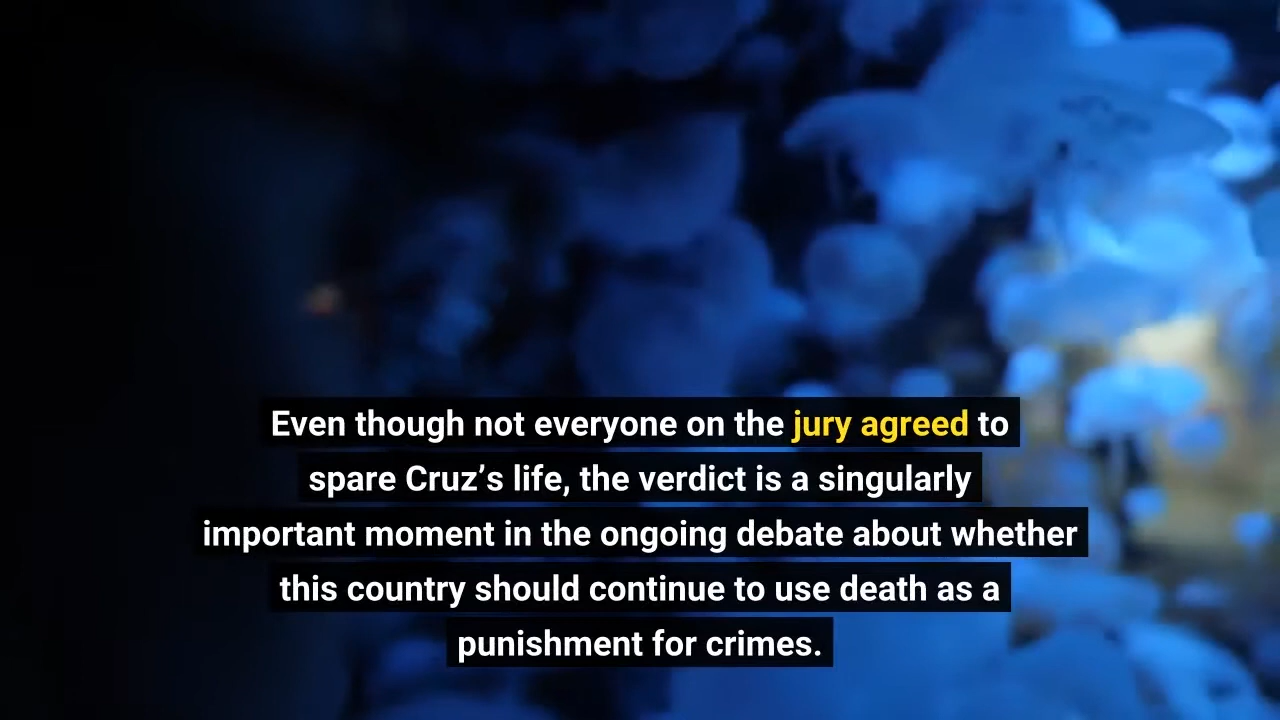 Even though not everyone on the jury agreed to
spare Cruz’s life, the verdict is a singularly
important moment in the ongoing debate about whether
this country should continue to use death as a
punishment for crimes.